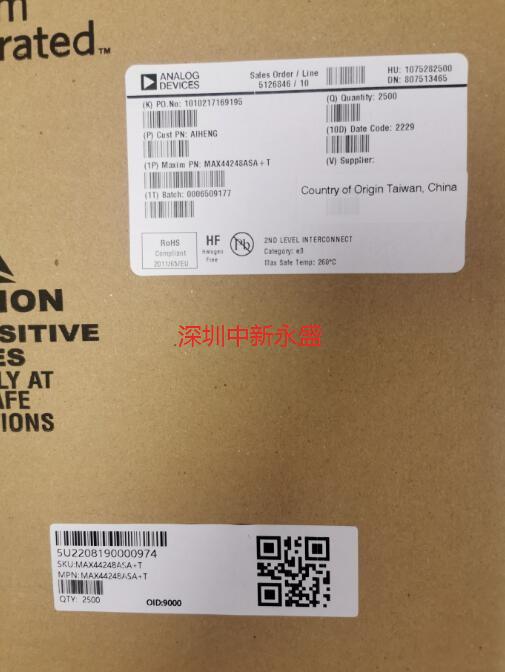 rated™
ANALOG DEVICES
Sales Order / Line
5126846 / 10
HU: 1075282500
DN: 807513465
(K) PO.No: 1010217169195
(Q) Quantity: 2500
(P) Cust PN: AIHENG
(10D) Date Code: 2229
(1P) Maxim PN: MAX44248ASA+T
(V) Supplier:
(1T) Batch: 0006509177
Country of Origin Taiwan, China
RoHS
Compliant
2011/65/EU
HF
Halogen
Free
Pb
2ND LEVEL INTERCONNECT
Category: e3
Max Safe Temp: 260°C
ION
SITIVE
ES
LY AT
AFE
IONS
深圳中新永盛
5U2208190000974
SKU:MAX44248ASA+T
MPN:MAX44248ASA+T
QTY: 2500
OID:9000